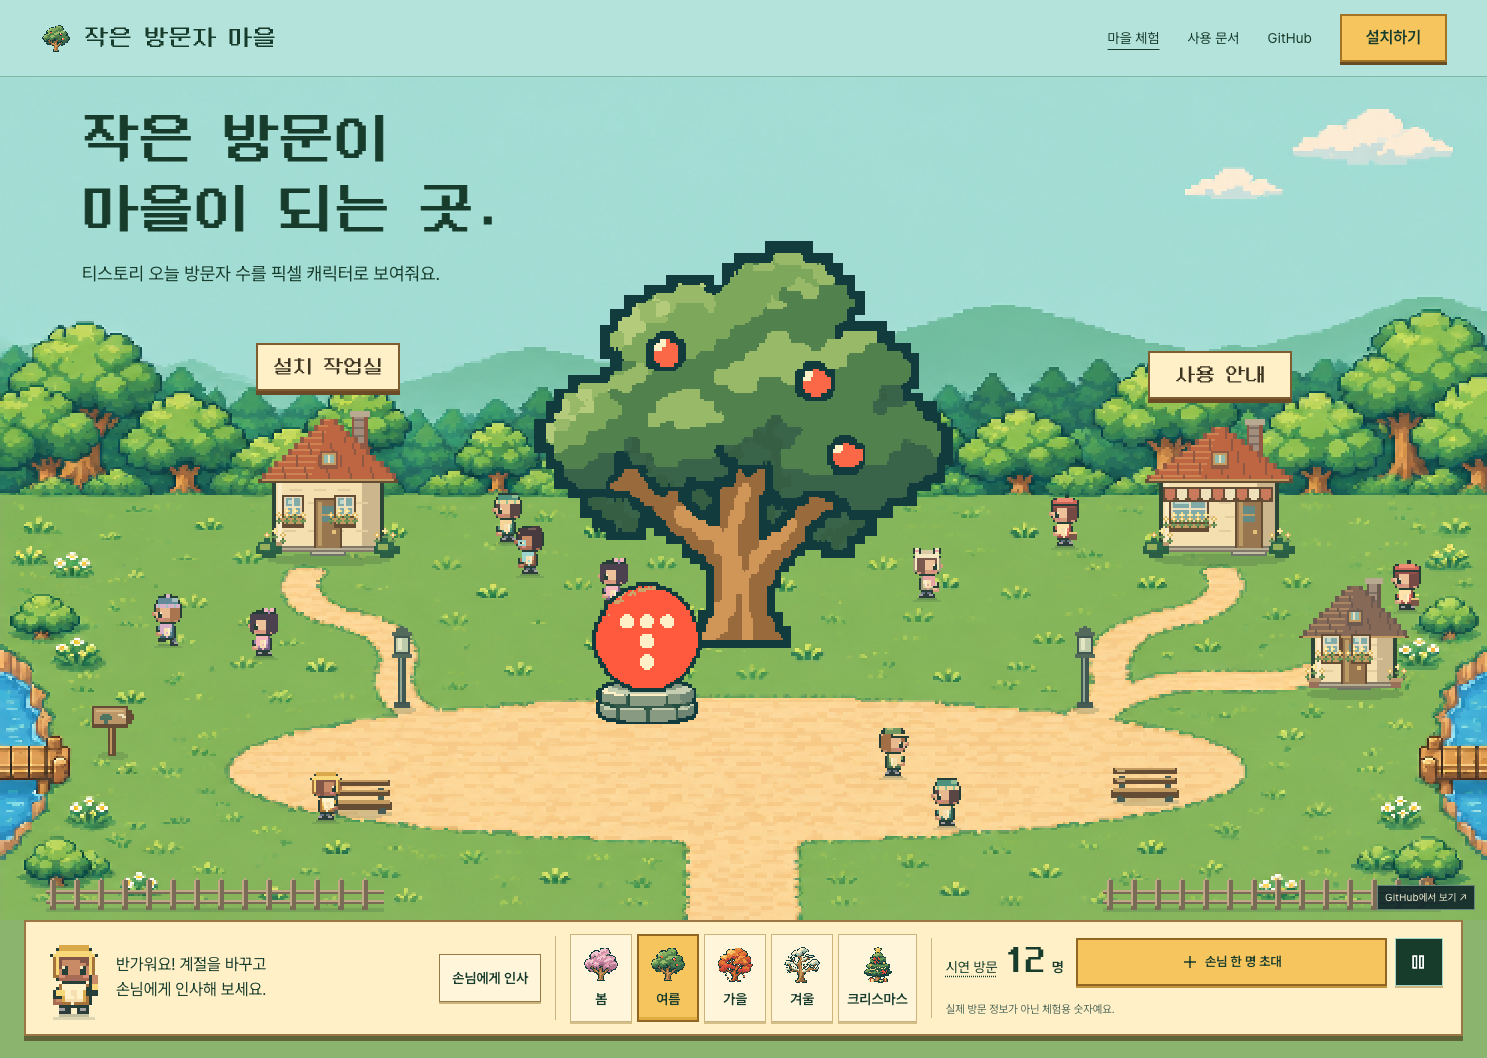 작은 방문자 마을
마을 체험
사용 문서
GitHub
설치하기
작은 방문이
마을이 되는 곳.
티스토리 오늘 방문자 수를 픽셀 캐릭터로 보여줘요.
설치 작업실
사용 안내
GitHub에서 보기 ↗
반가워요! 계절을 바꾸고
손님에게 인사해 보세요.
손님에게 인사
봄
여름
가을
겨울
크리스마스
시연 방문 12 명
+ 손님 한 명 초대
실제 방문 정보가 아닌 체험용 숫자예요.